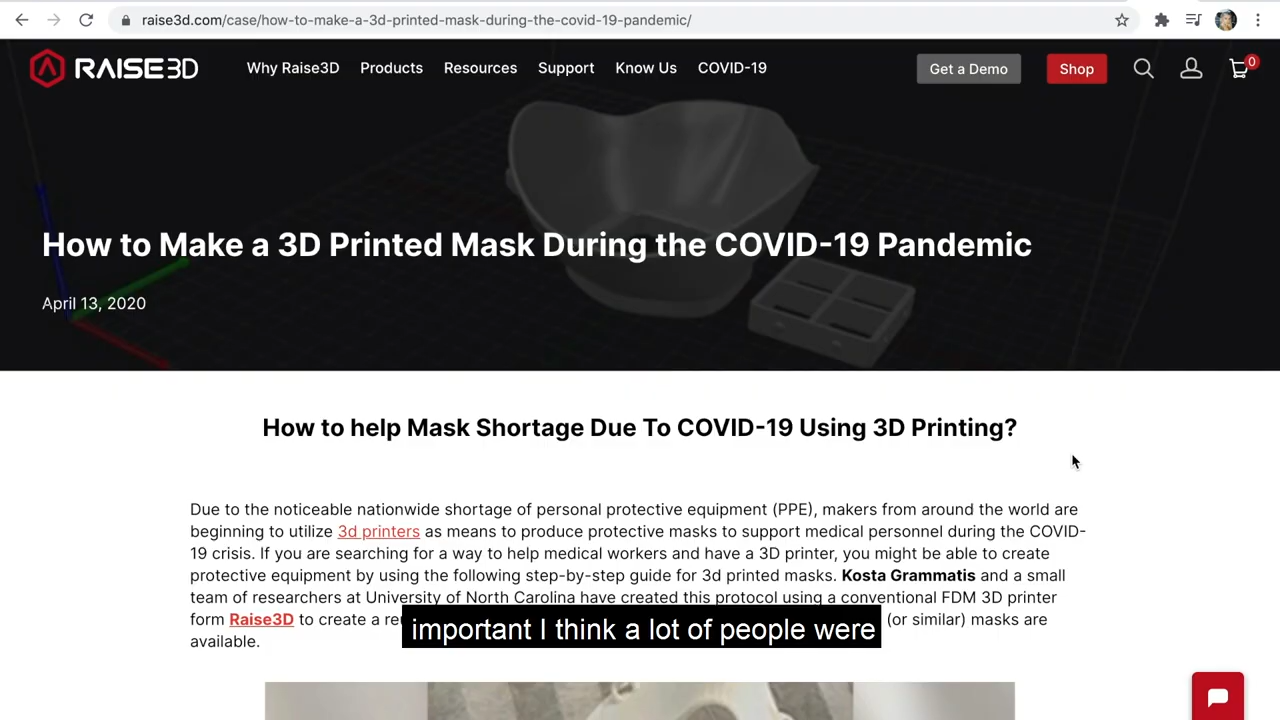 raise3d.com/case/how-to-make-a-3d-printed-mask-during-the-covid-19-pandemic/
RAISE3D
Why Raise3D
Products
Resources
Support
Know Us
COVID-19
Get a Demo
Shop
0
How to Make a 3D Printed Mask During the COVID-19 Pandemic
April 13, 2020
How to help Mask Shortage Due To COVID-19 Using 3D Printing?
Due to the noticeable nationwide shortage of personal protective equipment (PPE), makers from around the world are
beginning to utilize 3d printers as means to produce protective masks to support medical personnel during the COVID-
19 crisis. If you are searching for a way to help medical workers and have a 3D printer, you might be able to create
protective equipment by using the following step-by-step guide for 3d printed masks. Kosta Grammatis and a small
team of researchers at University of North Carolina have created this protocol using a conventional FDM 3D printer
form Raise3D to create a (or similar) masks are
available.
important I think a lot of people were